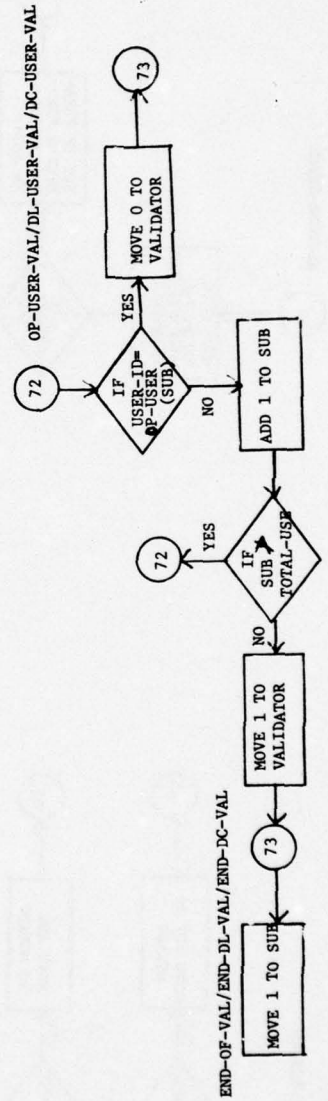 OP-USER-VAL/DL-USER-VAL/DC-USER-VAL
72
IF
USER-ID=
OP-USER
(SUB)
YES
MOVE 0 TO
VALIDATOR
73
NO
ADD 1 TO SUB
IF
SUB
TOTAL-USE
YES
72
NO
MOVE 1 TO
VALIDATOR
73
END-OF-VAL/END-DL-VAL/END-DC-VAL
MOVE 1 TO SUB